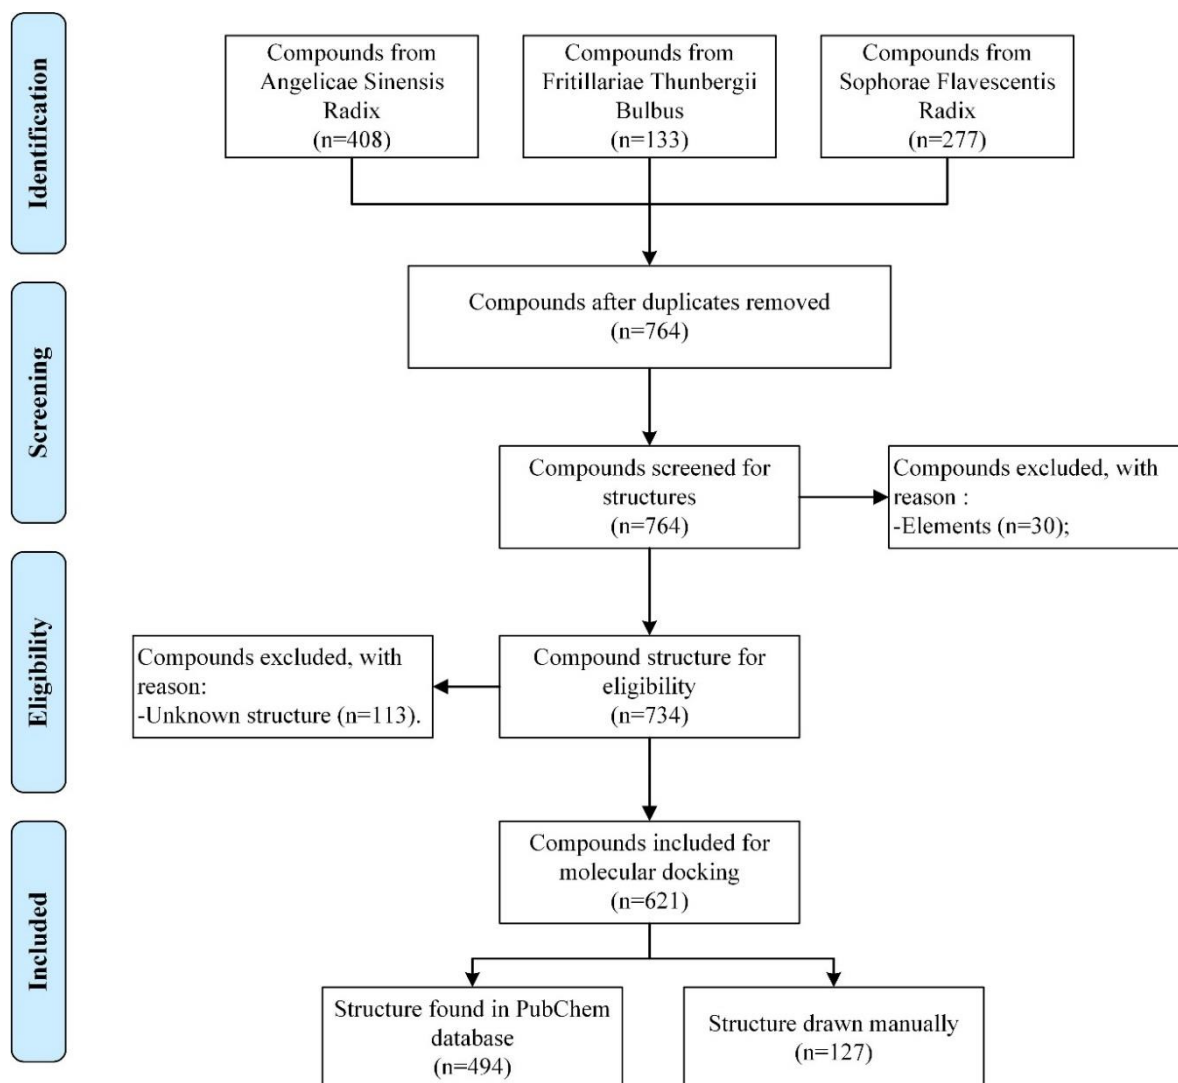 Identification
Compounds from
Angelicae Sinensis
Radix
(n=408)
Compounds from
Fritillariae Thunbergii
Bulbus
(n=133)
Compounds from
Sophorae Flavescentis
Radix
(n=277)
Screening
Compounds after duplicates removed
(n=764)
Compounds screened for
structures
(n=764)
Compounds excluded, with
reason :
-Elements (n=30);
Eligibility
Compounds excluded, with
reason:
-Unknown structure (n=113).
Compound structure for
eligibility
(n=734)
Included
Compounds included for
molecular docking
(n=621)
Structure found in PubChem
database
(n=494)
Structure drawn manually
(n=127)